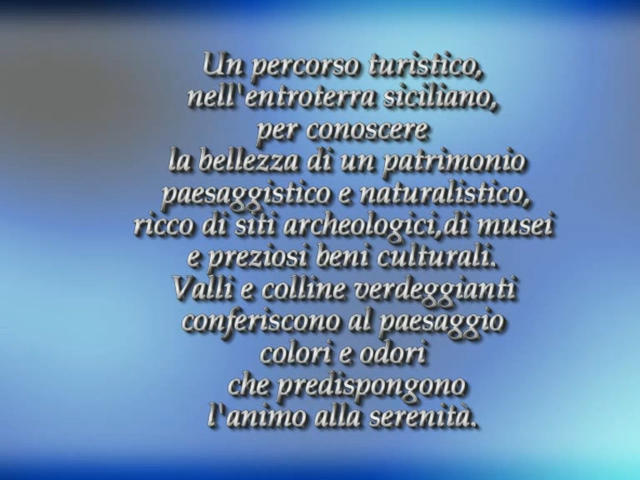 Un percorso turistico,
nell'entroterra siciliano,
per conoscere
la bellezza di un patrimonio
paesaggistico e naturalistico,
ricco di siti archeologici,di musei
e preziosi beni culturali.
Valli e colline verdeggianti
conferiscono al paesaggio
colori e odori
che predispongono
l'animo alla serenità.